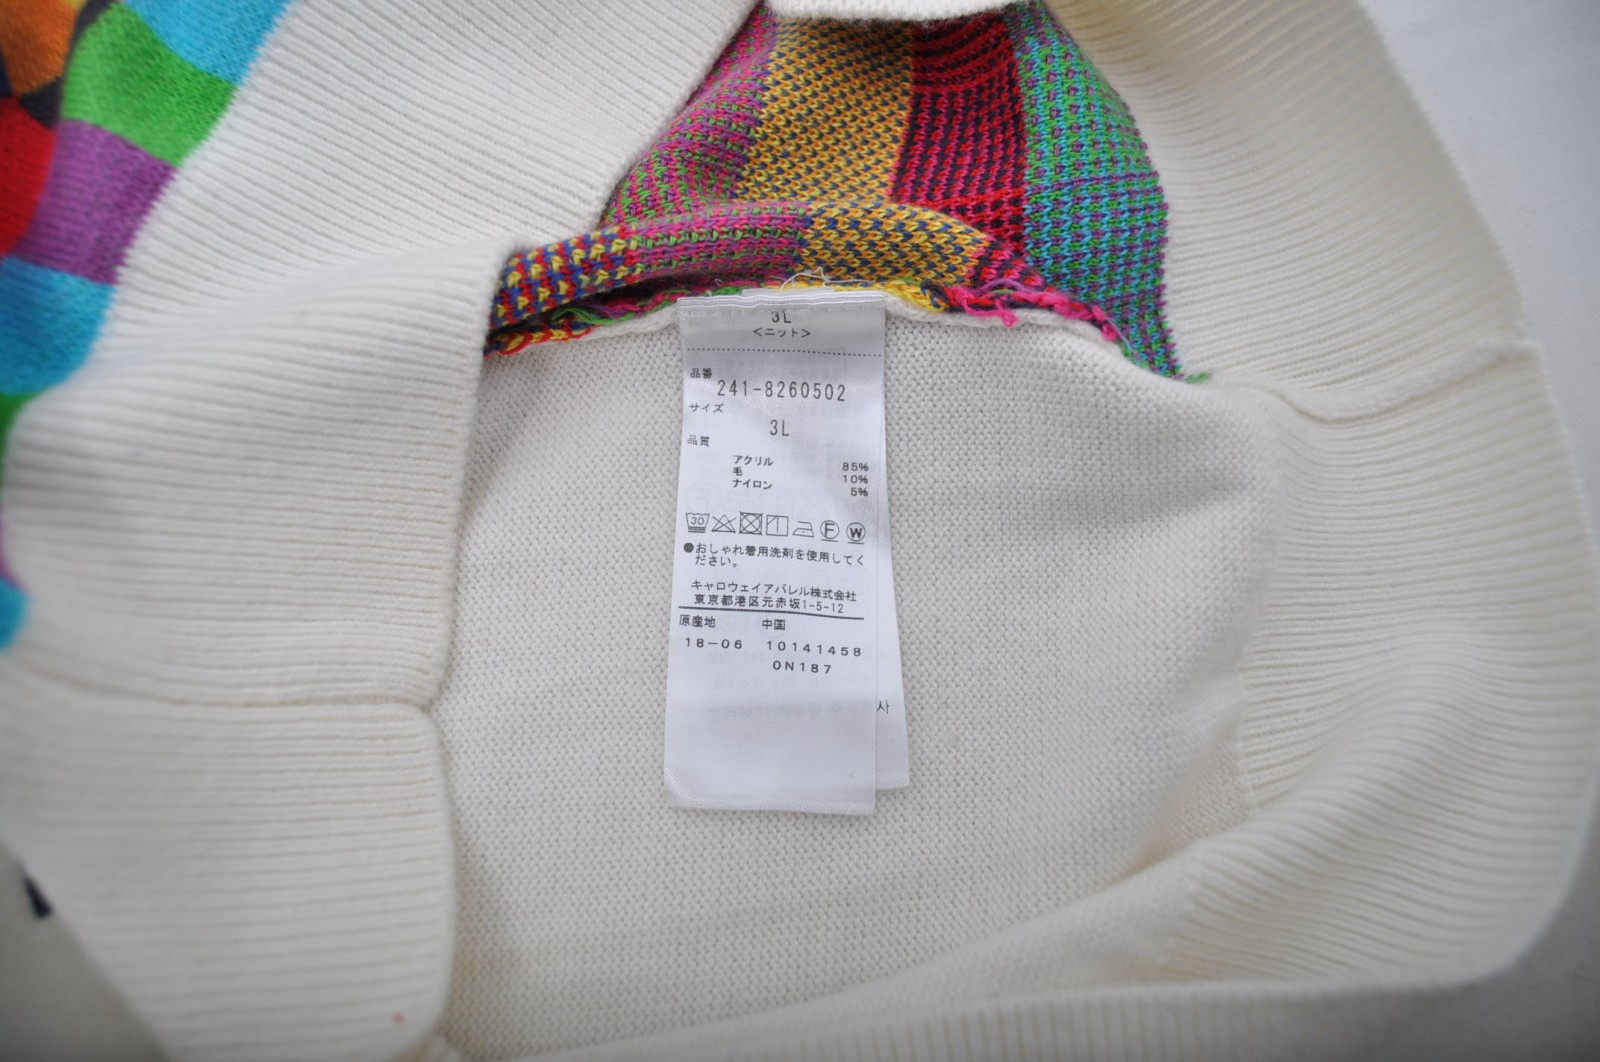 3L
<ニット>
品番
241-8260502
サイズ
3L
品質
アクリル 85%
毛 10%
ナイロン 5%
30 F W
●おしゃれ着用洗剤を使用してく
ださい。
キャロウェイアパレル株式会社
東京都港区元赤坂1-5-12
原産地 中国
18-06 10141458
0N187
사